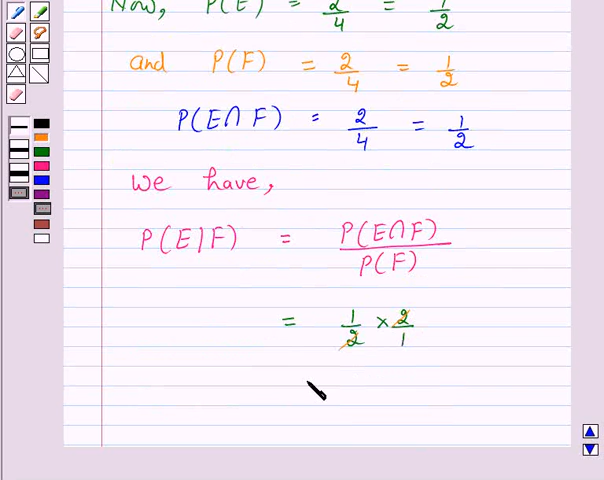 Now, P(E) = 2/4 = 1/2
and P(F) = 2/4 = 1/2
P(E∩F) = 2/4 = 1/2
We have,
P(E|F) = P(E∩F)/P(F)
= 1/2 × 2/1